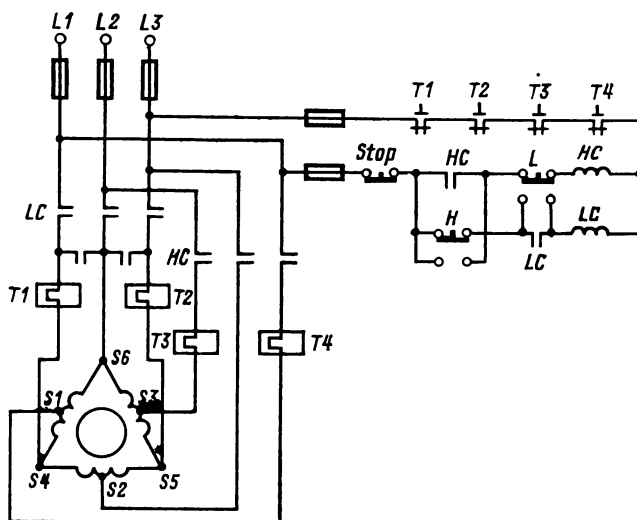 L1 L2 L3
T1 T2 T3 T4
Stop HC L HC
LC H LC
HC LC
T1 T2
T3 T4
S6
S1 S3
S4 S2 S5